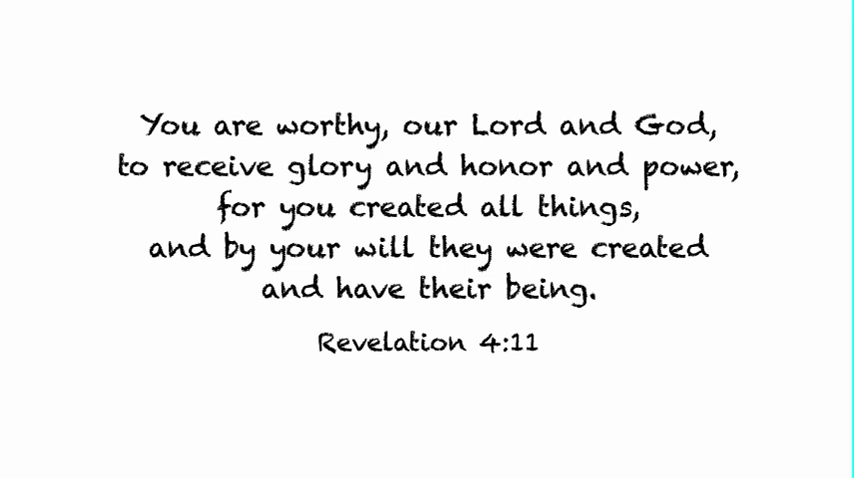 You are worthy, our Lord and God,
to receive glory and honor and power,
for you created all things,
and by your will they were created
and have their being.
Revelation 4:11